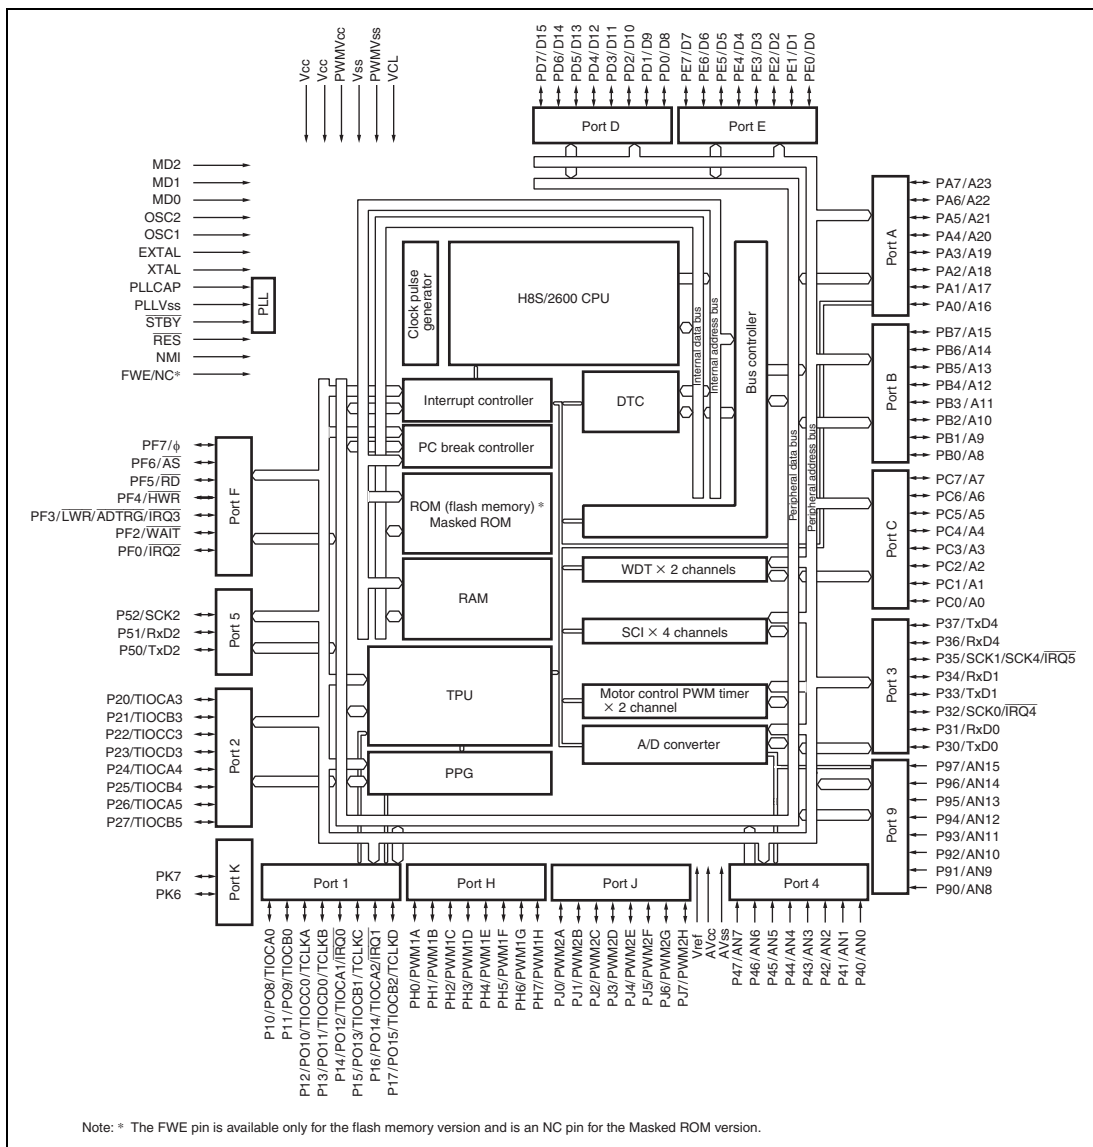 Vcc
Vcc
PWMVcc
Vss
PWMVss
VCL
PD7/D15
PD6/D14
PD5/D13
PD4/D12
PD3/D11
PD2/D10
PD1/D9
PD0/D8
PE7/D7
PE6/D6
PE5/D5
PE4/D4
PE3/D3
PE2/D2
PE1/D1
PE0/D0
Port D
Port E
MD2
MD1
MD0
OSC2
OSC1
EXTAL
XTAL
PLLCAP
PLLVss
STBY
RES
NMI
FWE/NC*
PLL
Clock pulse
generator
H8S/2600 CPU
Internal data bus
Internal address bus
Bus controller
Peripheral data bus
Peripheral address bus
Interrupt controller
DTC
PC break controller
ROM (flash memory) *
Masked ROM
RAM
WDT × 2 channels
SCI × 4 channels
TPU
Motor control PWM timer
× 2 channel
A/D converter
PPG
Port A
PA7/A23
PA6/A22
PA5/A21
PA4/A20
PA3/A19
PA2/A18
PA1/A17
PA0/A16
Port B
PB7/A15
PB6/A14
PB5/A13
PB4/A12
PB3/A11
PB2/A10
PB1/A9
PB0/A8
Port C
PC7/A7
PC6/A6
PC5/A5
PC4/A4
PC3/A3
PC2/A2
PC1/A1
PC0/A0
Port 3
P37/TxD4
P36/RxD4
P35/SCK1/SCK4/IRQ5
P34/RxD1
P33/TxD1
P32/SCK0/IRQ4
P31/RxD0
P30/TxD0
Port 9
P97/AN15
P96/AN14
P95/AN13
P94/AN12
P93/AN11
P92/AN10
P91/AN9
P90/AN8
PF7/ϕ
PF6/AS
PF5/RD
PF4/HWR
PF3/LWR/ADTRG/IRQ3
PF2/WAIT
PF0/IRQ2
Port F
P52/SCK2
P51/RxD2
P50/TxD2
Port 5
P20/TIOCA3
P21/TIOCB3
P22/TIOCC3
P23/TIOCD3
P24/TIOCA4
P25/TIOCB4
P26/TIOCA5
P27/TIOCB5
Port 2
PK7
PK6
Port K
Port 1
Port H
Port J
Port 4
P10/PO8/TIOCA0
P11/PO9/TIOCB0
P12/PO10/TIOCC0/TCLKA
P13/PO11/TIOCD0/TCLKB
P14/PO12/TIOCA1/IRQ0
P15/PO13/TIOCB1/TCLKC
P16/PO14/TIOCA2/IRQ1
P17/PO15/TIOCB2/TCLKD
PH0/PWM1A
PH1/PWM1B
PH2/PWM1C
PH3/PWM1D
PH4/PWM1E
PH5/PWM1F
PH6/PWM1G
PH7/PWM1H
PJ0/PWM2A
PJ1/PWM2B
PJ2/PWM2C
PJ3/PWM2D
PJ4/PWM2E
PJ5/PWM2F
PJ6/PWM2G
PJ7/PWM2H
Vref
AVcc
AVss
P47/AN7
P46/AN6
P45/AN5
P44/AN4
P43/AN3
P42/AN2
P41/AN1
P40/AN0
Note: * The FWE pin is available only for the flash memory version and is an NC pin for the Masked ROM version.